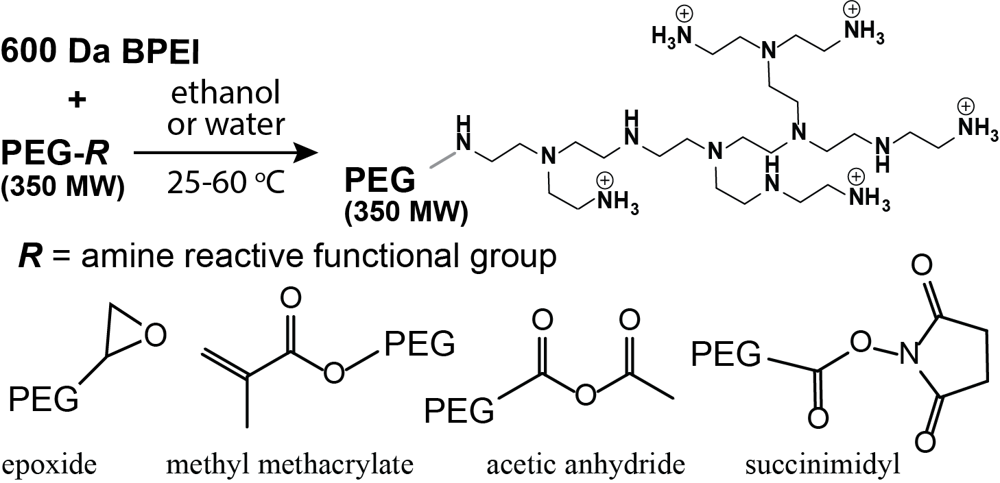 600 Da BPEI
+
PEG-R
(350 MW)
ethanol
or water
25-60 °C
PEG
(350 MW)
H
N
N
⊕
NH3
H
N
N
H
N
⊕
NH3
N
N
H
⊕
NH3
N
⊕
H3N
⊕
NH3
R = amine reactive functional group
O
PEG
epoxide
O
O
PEG
methyl methacrylate
O
O
PEG
O
acetic anhydride
PEG
O
O
N
O
O
succinimidyl